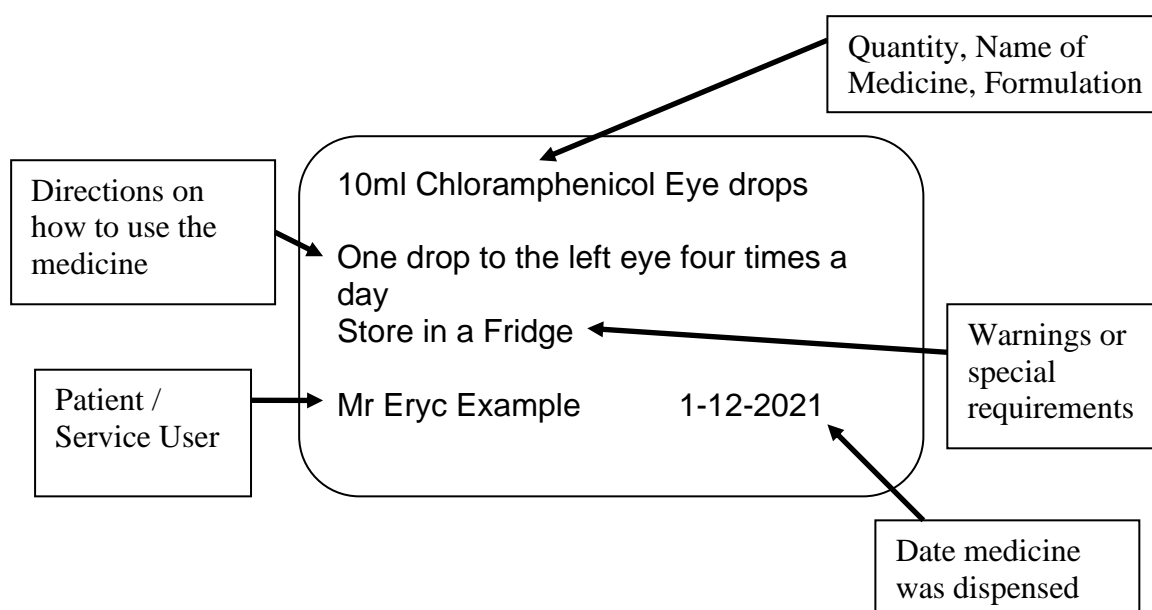 Quantity, Name of
Medicine, Formulation
Directions on
how to use the
medicine
10ml Chloramphenicol Eye drops
One drop to the left eye four times a
day
Store in a Fridge
Warnings or
special
requirements
Patient /
Service User
Mr Eryc Example 1-12-2021
Date medicine
was dispensed